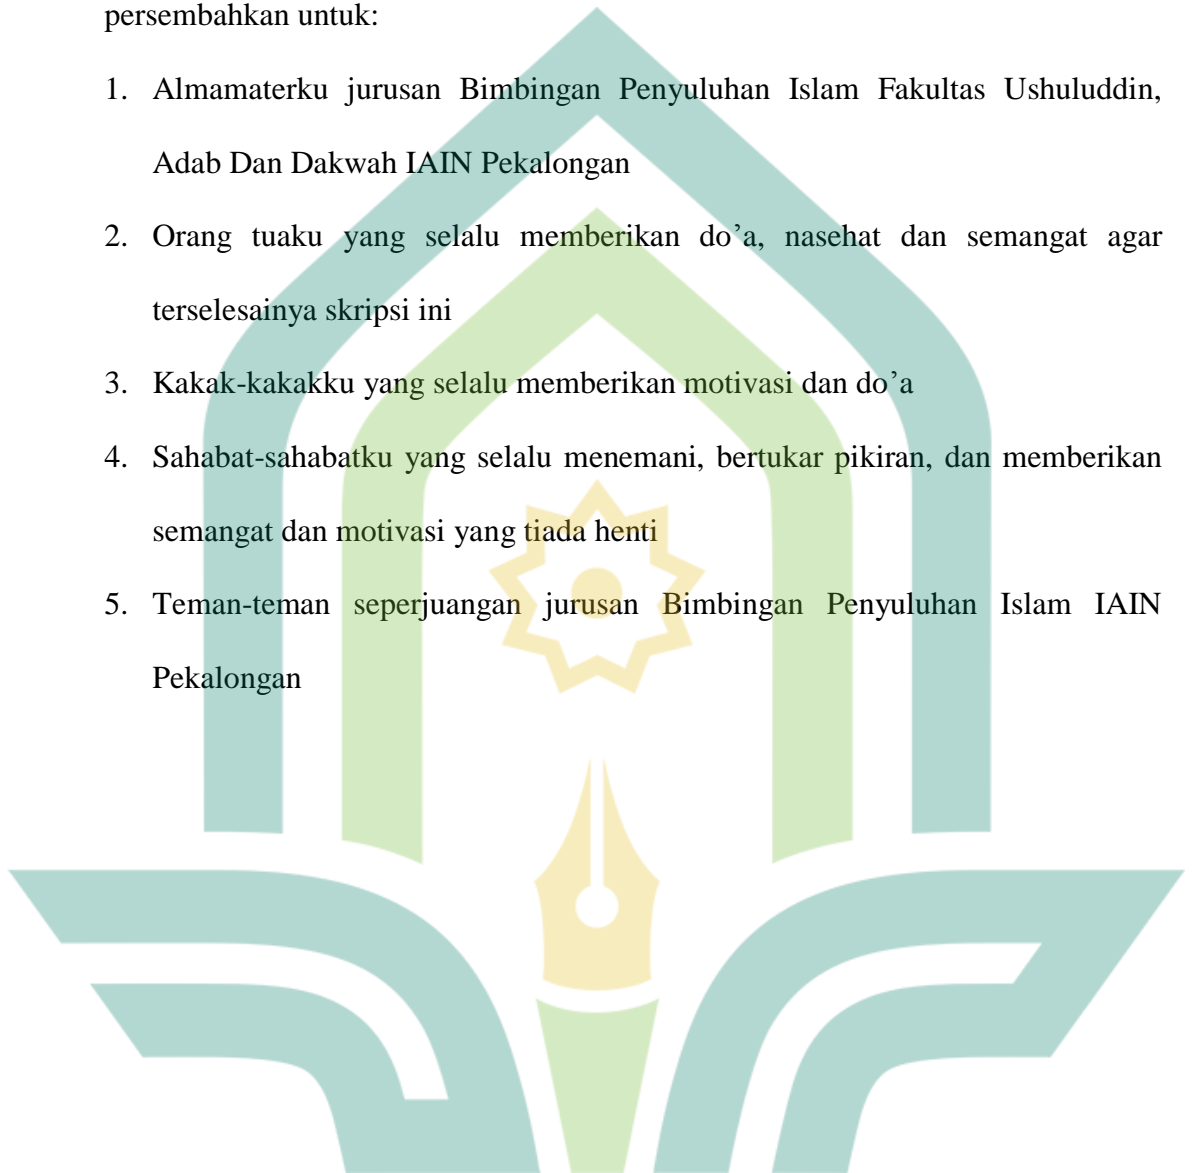 persembahkan untuk:
1. Almamaterku jurusan Bimbingan Penyuluhan Islam Fakultas Ushuluddin,
Adab Dan Dakwah IAIN Pekalongan
2. Orang tuaku yang selalu memberikan do’a, nasehat dan semangat agar
terselesainya skripsi ini
3. Kakak-kakakku yang selalu memberikan motivasi dan do’a
4. Sahabat-sahabatku yang selalu menemani, bertukar pikiran, dan memberikan
semangat dan motivasi yang tiada henti
5. Teman-teman seperjuangan jurusan Bimbingan Penyuluhan Islam IAIN
Pekalongan